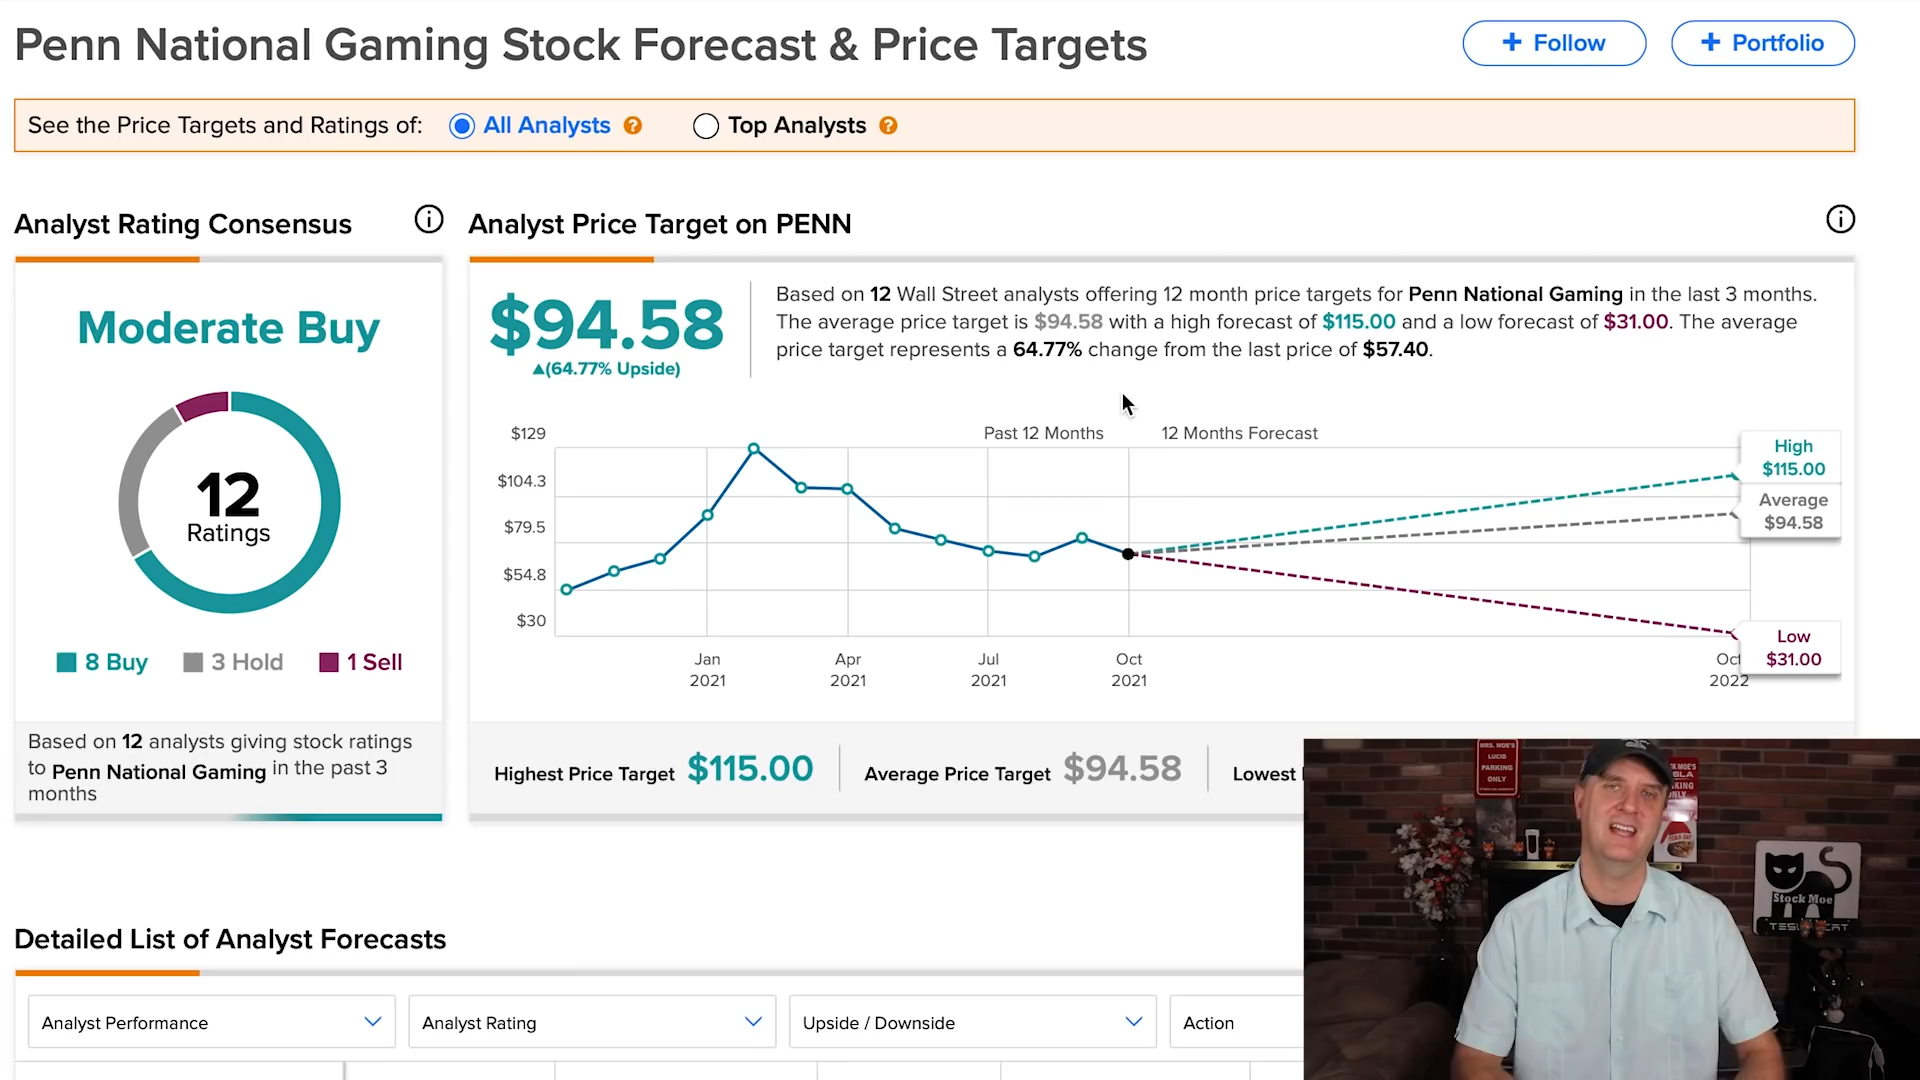 Penn National Gaming Stock Forecast & Price Targets
+ Follow
+ Portfolio
See the Price Targets and Ratings of:
All Analysts ?
Top Analysts ?
Analyst Rating Consensus
Moderate Buy
12
Ratings
8 Buy
3 Hold
1 Sell
Based on 12 analysts giving stock ratings
to Penn National Gaming in the past 3
months
Analyst Price Target on PENN
$94.58
▲(64.77% Upside)
Based on 12 Wall Street analysts offering 12 month price targets for Penn National Gaming in the last 3 months.
The average price target is $94.58 with a high forecast of $115.00 and a low forecast of $31.00. The average
price target represents a 64.77% change from the last price of $57.40.
Past 12 Months
12 Months Forecast
$129
$104.3
$79.5
$54.8
$30
Jan
2021
Apr
2021
Jul
2021
Oct
2021
Oct
2022
High
$115.00
Average
$94.58
Low
$31.00
Highest Price Target $115.00
Average Price Target $94.58
Lowest
Detailed List of Analyst Forecasts
Analyst Performance
Analyst Rating
Upside / Downside
Action
MRS. MOE'S
LUCID
PARKING
ONLY
Stock Moe